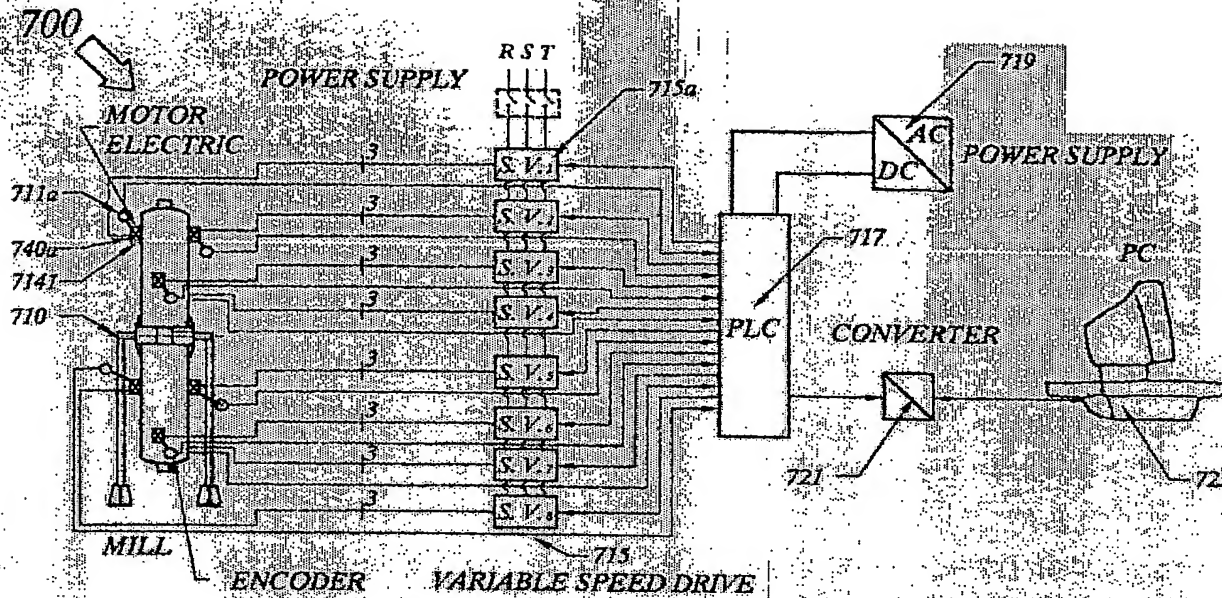 700
R S T
POWER SUPPLY
715a
719
MOTOR
ELECTRIC
AC
DC
POWER SUPPLY
3
S. V.1
711a
3
S. V.2
740a
7141
717
PC
3
S. V.3
710
S. V.4
PLC
CONVERTER
3
S. V.5
3
S. V.6
3
S. V.7
721
3
S. V.8
MILL
715
ENCODER
VARIABLE SPEED DRIVE